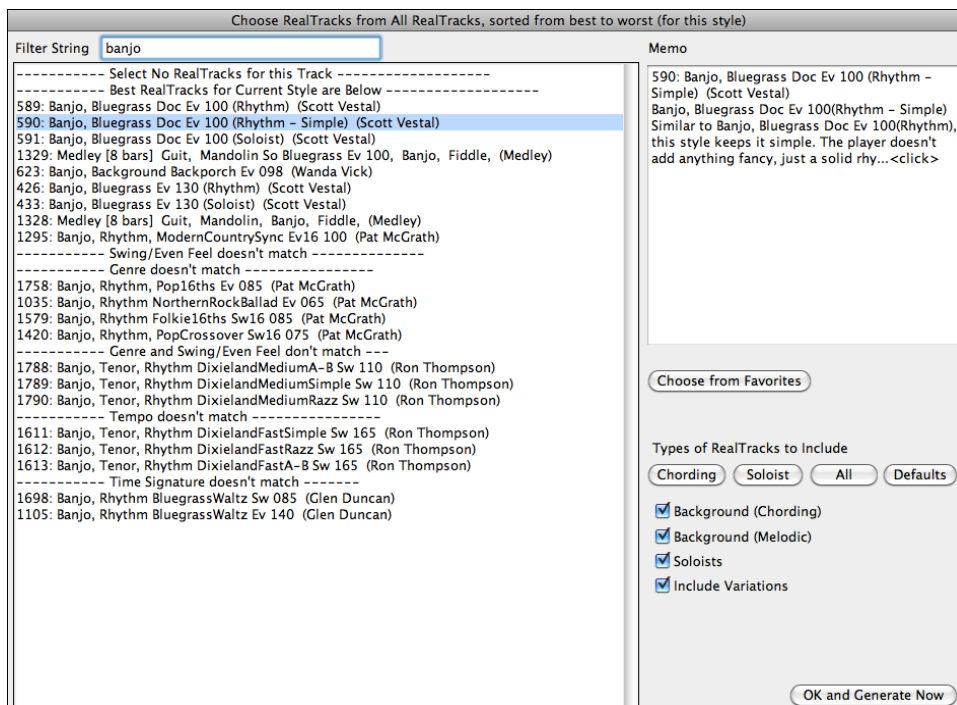 Choose RealTracks from All RealTracks, sorted from best to worst (for this style)
Filter String banjo
----------- Select No RealTracks for this Track -------------------
----------- Best RealTracks for Current Style are Below -------------------
589: Banjo, Bluegrass Doc Ev 100 (Rhythm) (Scott Vestal)
590: Banjo, Bluegrass Doc Ev 100 (Rhythm - Simple) (Scott Vestal)
591: Banjo, Bluegrass Doc Ev 100 (Soloist) (Scott Vestal)
1329: Medley [8 bars] Guit, Mandolin So Bluegrass Ev 100, Banjo, Fiddle, (Medley)
623: Banjo, Background Backporch Ev 098 (Wanda Vick)
426: Banjo, Bluegrass Ev 130 (Rhythm) (Scott Vestal)
433: Banjo, Bluegrass Ev 130 (Soloist) (Scott Vestal)
1328: Medley [8 bars] Guit, Mandolin, Banjo, Fiddle, (Medley)
1295: Banjo, Rhythm, ModernCountrySync Ev16 100 (Pat McGrath)
----------- Swing/Even Feel doesn't match --------------
----------- Genre doesn't match ----------------
1758: Banjo, Rhythm, Pop16ths Ev 085 (Pat McGrath)
1035: Banjo, Rhythm NorthernRockBallad Ev 065 (Pat McGrath)
1579: Banjo, Rhythm Folkie16ths Sw16 085 (Pat McGrath)
1420: Banjo, Rhythm, PopCrossover Sw16 075 (Pat McGrath)
----------- Genre and Swing/Even Feel don't match ---
1788: Banjo, Tenor, Rhythm DixielandMediumA-B Sw 110 (Ron Thompson)
1789: Banjo, Tenor, Rhythm DixielandMediumSimple Sw 110 (Ron Thompson)
1790: Banjo, Tenor, Rhythm DixielandMediumRazz Sw 110 (Ron Thompson)
----------- Tempo doesn't match ----------------
1611: Banjo, Tenor, Rhythm DixielandFastSimple Sw 165 (Ron Thompson)
1612: Banjo, Tenor, Rhythm DixielandFastRazz Sw 165 (Ron Thompson)
1613: Banjo, Tenor, Rhythm DixielandFastA-B Sw 165 (Ron Thompson)
----------- Time Signature doesn't match -------
1698: Banjo, Rhythm BluegrassWaltz Sw 085 (Glen Duncan)
1105: Banjo, Rhythm BluegrassWaltz Ev 140 (Glen Duncan)
Memo
590: Banjo, Bluegrass Doc Ev 100 (Rhythm -
Simple) (Scott Vestal)
Banjo, Bluegrass Doc Ev 100(Rhythm - Simple)
Similar to Banjo, Bluegrass Doc Ev 100(Rhythm),
this style keeps it simple. The player doesn't
add anything fancy, just a solid rhy...<click>
Choose from Favorites
Types of RealTracks to Include
Chording Soloist All Defaults
Background (Chording)
Background (Melodic)
Soloists
Include Variations
OK and Generate Now